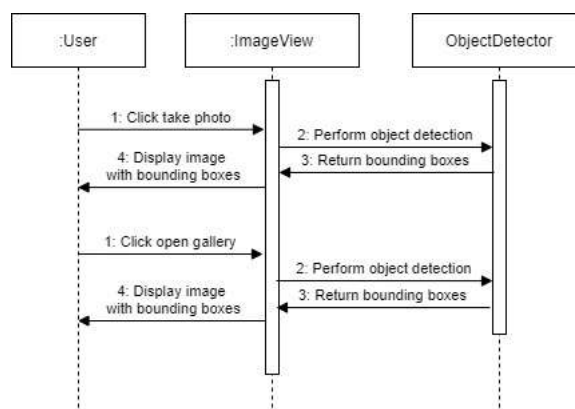 :User
:ImageView
ObjectDetector
1: Click take photo
2: Perform object detection
3: Return bounding boxes
4: Display image
with bounding boxes
1: Click open gallery
2: Perform object detection
3: Return bounding boxes
4: Display image
with bounding boxes